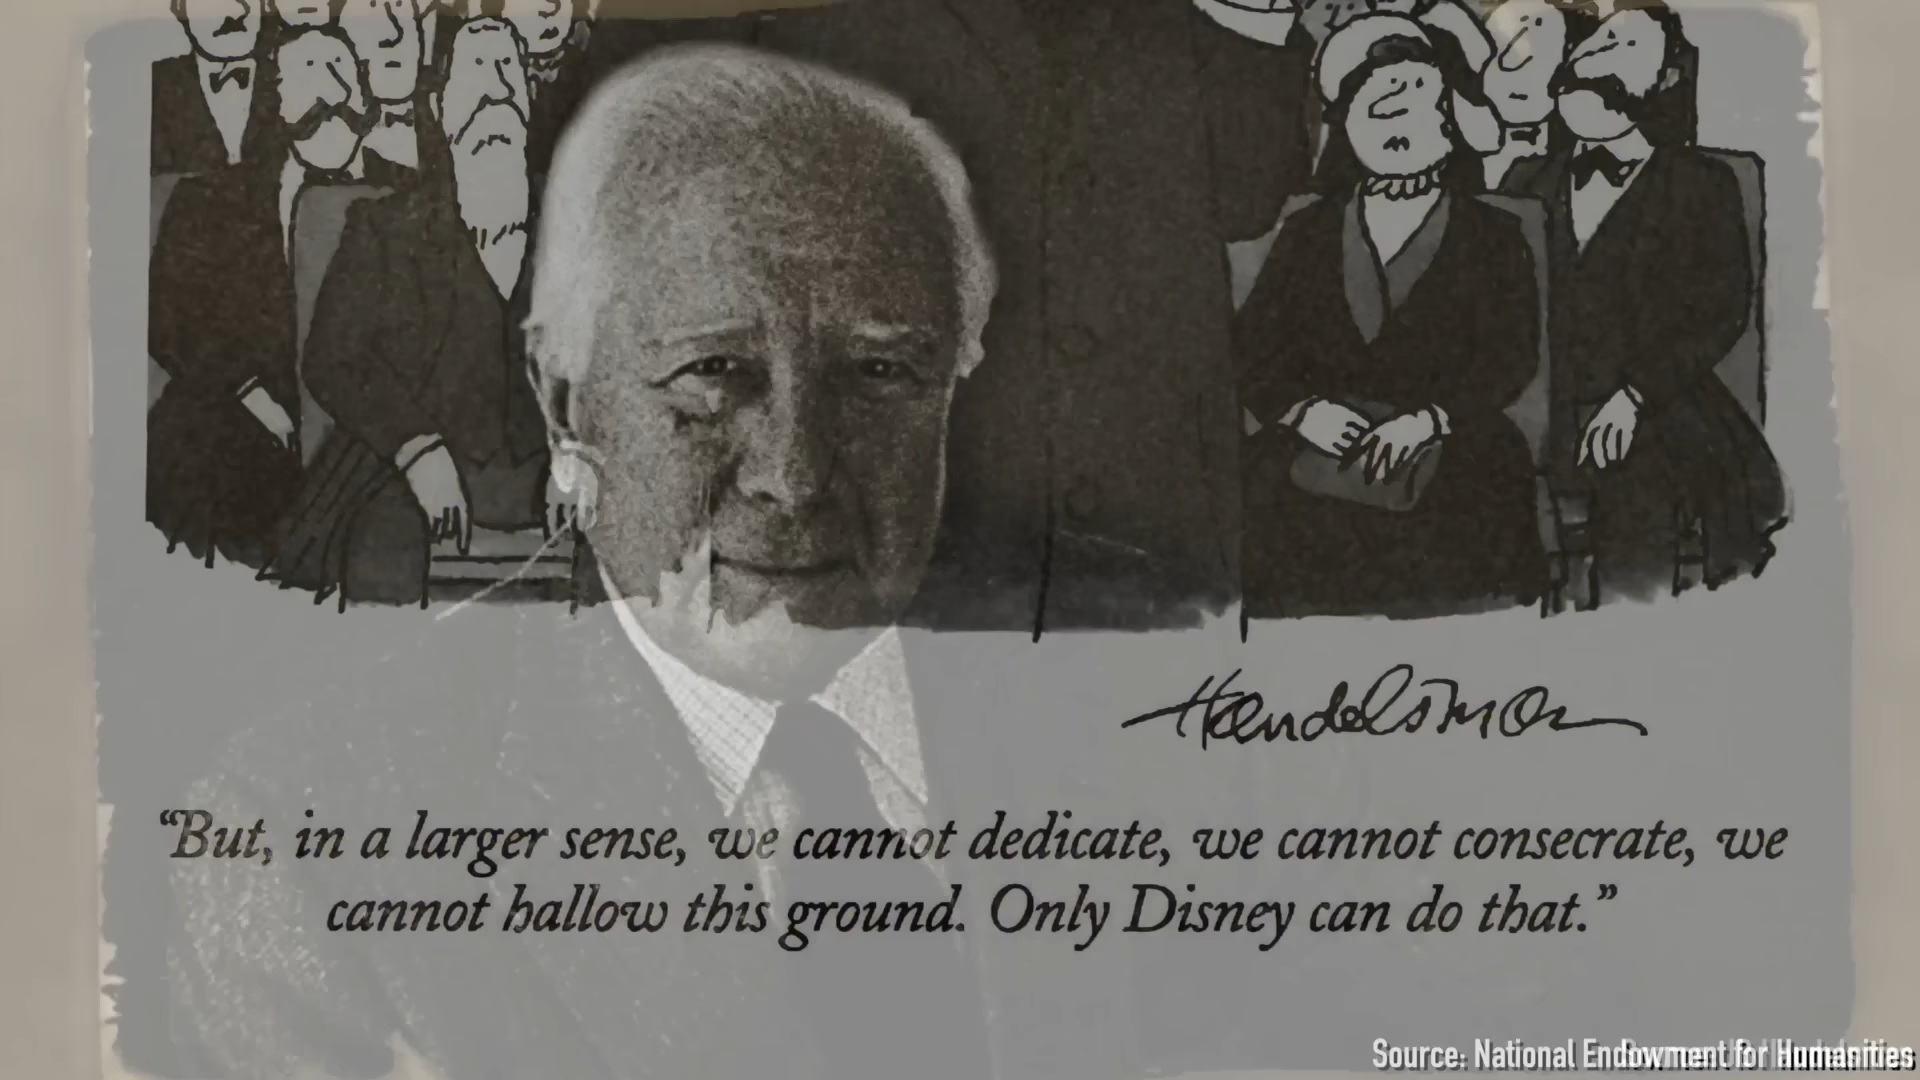 Handelsman
“But, in a larger sense, we cannot dedicate, we cannot consecrate, we
cannot hallow this ground. Only Disney can do that.”
Source: National Endowment for Humanities